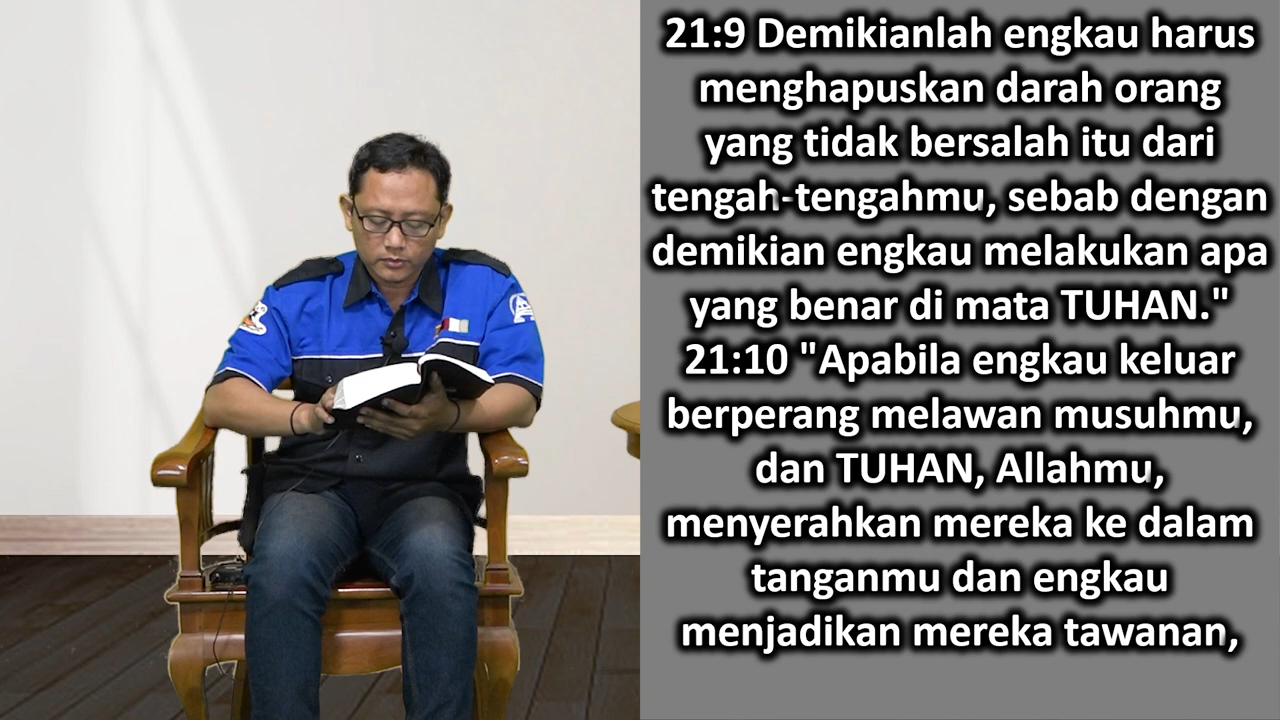 21:9 Demikianlah engkau harus
menghapuskan darah orang
yang tidak bersalah itu dari
tengah-tengahmu, sebab dengan
demikian engkau melakukan apa
yang benar di mata TUHAN."
21:10 "Apabila engkau keluar
berperang melawan musuhmu,
dan TUHAN, Allahmu,
menyerahkan mereka ke dalam
tanganmu dan engkau
menjadikan mereka tawanan,